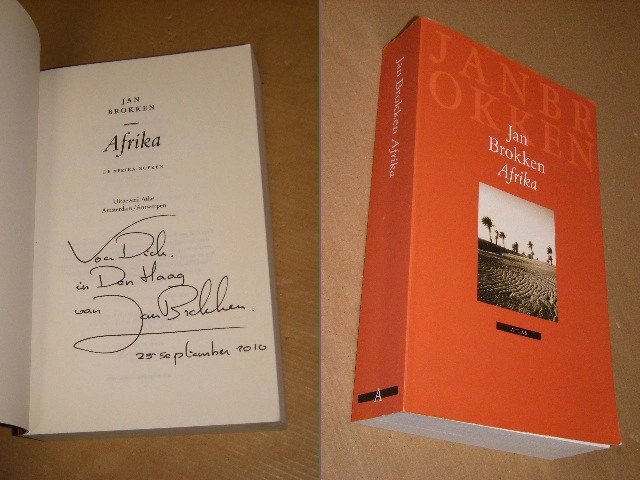 JAN
BROKKEN
Afrika
DE AFRIKA BOEKEN
Uitgeverij Atlas
Amsterdam/Antwerpen
Voor Dick.
in Den Haag
van Jan Brokken.
25 september 2010
Jan Brokken Afrika
A
JAN BR
OKKEN
Jan
Brokken
Afrika
ATLAS